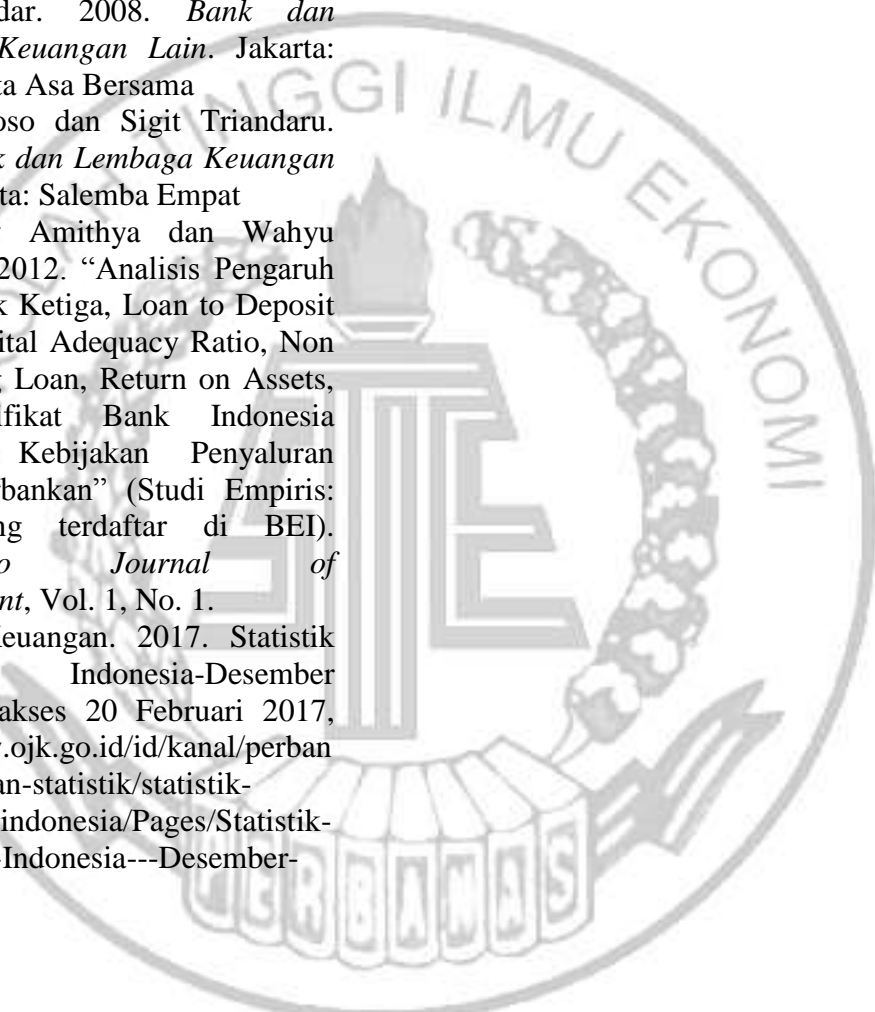 dar. 2008. Bank dan
Keuangan Lain. Jakarta:
ta Asa Bersama
oso dan Sigit Triandaru.
k dan Lembaga Keuangan
ta: Salemba Empat
Amithya dan Wahyu
2012. “Analisis Pengaruh
k Ketiga, Loan to Deposit
ital Adequacy Ratio, Non
g Loan, Return on Assets,
lfikat Bank Indonesia
Kebijakan Penyaluran
rbankan” (Studi Empiris:
ng terdaftar di BEI).
o Journal of
nt, Vol. 1, No. 1.
Keuangan. 2017. Statistik
Indonesia-Desember
akses 20 Februari 2017,
.ojk.go.id/id/kanal/perban
an-statistik/statistik-
indonesia/Pages/Statistik-
-Indonesia---Desember-
TINGGI ILMU EKONOMI
PERBANAS